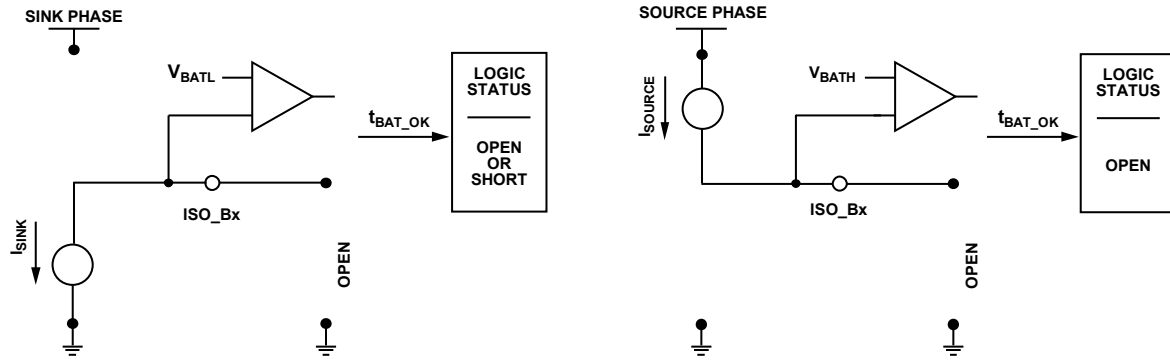 SINK PHASE
V_BATL
LOGIC
STATUS
t_BAT_OK
OPEN
OR
SHORT
ISO_Bx
I_SINK
OPEN
SOURCE PHASE
I_SOURCE
V_BATH
LOGIC
STATUS
t_BAT_OK
OPEN
ISO_Bx
OPEN